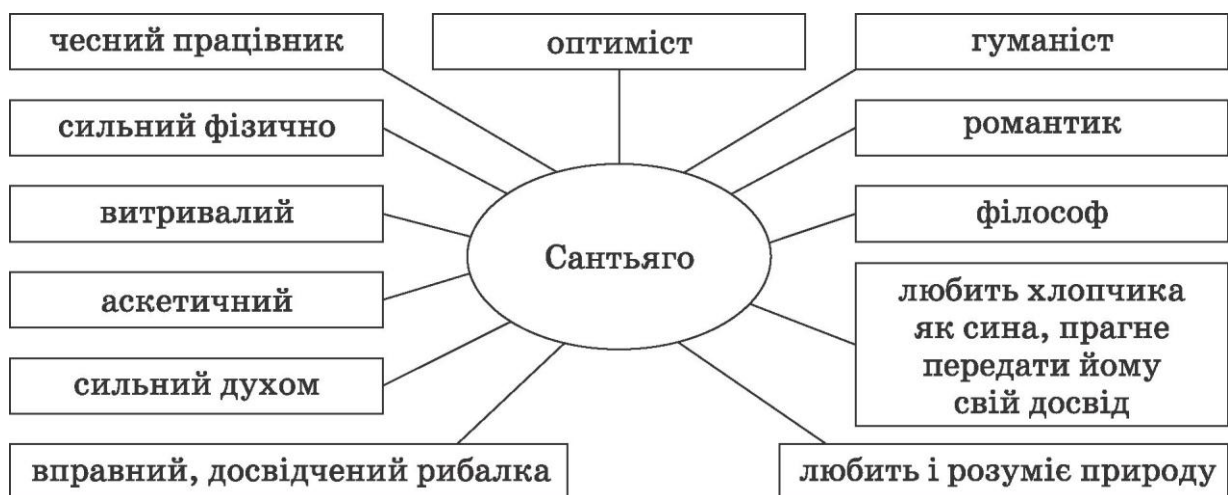 чесний працівник
оптиміст
гуманіст
сильний фізично
романтик
витривалий
філософ
Сантьяго
аскетичний
любить хлопчика
як сина, прагне
передати йому
свій досвід
сильний духом
вправний, досвідчений рибалка
любить і розуміє природу